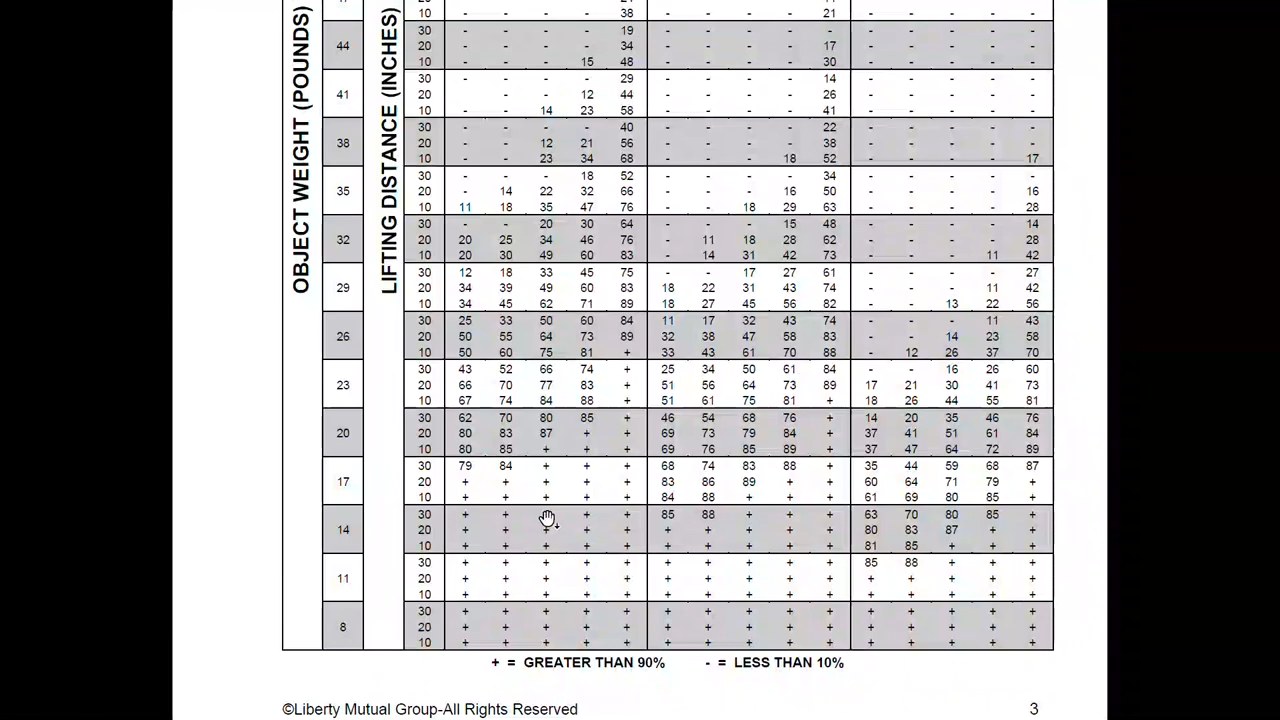 OBJECT WEIGHT (POUNDS)
LIFTING DISTANCE (INCHES)
10 - - - - 38 - - - - 21 - - - - -
30 - - - - 19 - - - - - - - - - -
44 20 - - - - 34 - - - - 17 - - - - -
10 - - - 15 48 - - - - 30 - - - - -
30 - - - - 29 - - - - 14 - - - - -
41 20 - - 12 44 - - - - 26 - - - - -
10 - - 14 23 58 - - - - 41 - - - - -
30 - - - - 40 - - - - 22 - - - - -
38 20 - - 12 21 56 - - - - 38 - - - - -
10 - - 23 34 68 - - - 18 52 - - - - 17
30 - - - 18 52 - - - - 34 - - - - -
35 20 - 14 22 32 66 - - - 16 50 - - - - 16
10 11 18 35 47 76 - - 18 29 63 - - - - 28
30 - - 20 30 64 - - - 15 48 - - - - 14
32 20 20 25 34 46 76 - 11 18 28 62 - - - - 28
10 20 30 49 60 83 - 14 31 42 73 - - - 11 42
30 12 18 33 45 75 - - 17 27 61 - - - - 27
29 20 34 39 49 60 83 18 22 31 43 74 - - - 11 42
10 34 45 62 71 89 18 27 45 56 82 - - 13 22 56
30 25 33 50 60 84 11 17 32 43 74 - - - 11 43
26 20 50 55 64 73 89 32 38 47 58 83 - - 14 23 58
10 50 60 75 81 + 33 43 61 70 88 - 12 26 37 70
30 43 52 66 74 + 25 34 50 61 84 - - 16 26 60
23 20 66 70 77 83 + 51 56 64 73 89 17 21 30 41 73
10 67 74 84 88 + 51 61 75 81 + 18 26 44 55 81
30 62 70 80 85 + 46 54 68 76 + 14 20 35 46 76
20 20 80 83 87 + + 69 73 79 84 + 37 41 51 61 84
10 80 85 + + + 69 76 85 89 + 37 47 64 72 89
30 79 84 + + + 68 74 83 88 + 35 44 59 68 87
17 20 + + + + + 83 86 89 + + 60 64 71 79 +
10 + + + + + 84 88 + + + 61 69 80 85 +
30 + + + + 85 88 + + + 63 70 80 85 +
14 20 + + + + + + + + + + 80 83 87 + +
10 + + + + + + + + + + 81 85 + + +
30 + + + + + + + + + + 85 88 + + +
11 20 + + + + + + + + + + + + + + +
10 + + + + + + + + + + + + + + +
30 + + + + + + + + + + + + + + +
8 20 + + + + + + + + + + + + + + +
10 + + + + + + + + + + + + + + +
+ = GREATER THAN 90% - = LESS THAN 10%
©Liberty Mutual Group-All Rights Reserved 3